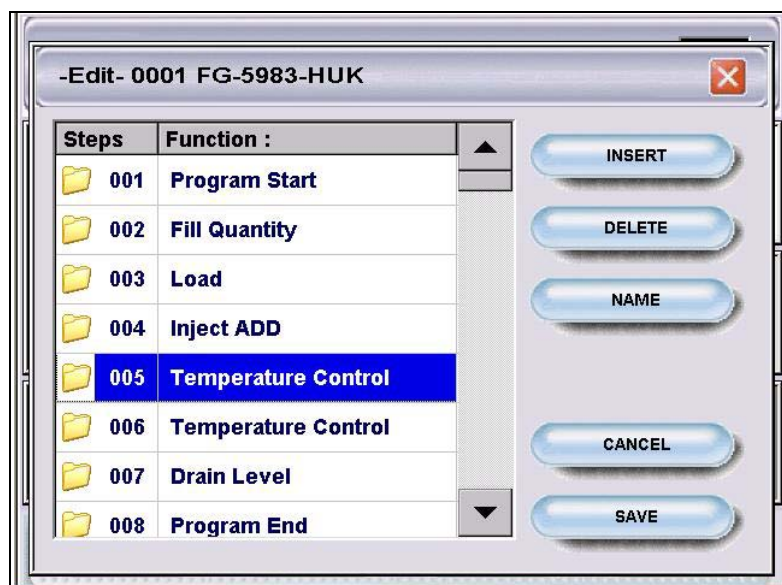 -Edit- 0001 FG-5983-HUK
Steps Function :
001 Program Start
002 Fill Quantity
003 Load
004 Inject ADD
005 Temperature Control
006 Temperature Control
007 Drain Level
008 Program End
INSERT
DELETE
NAME
CANCEL
SAVE